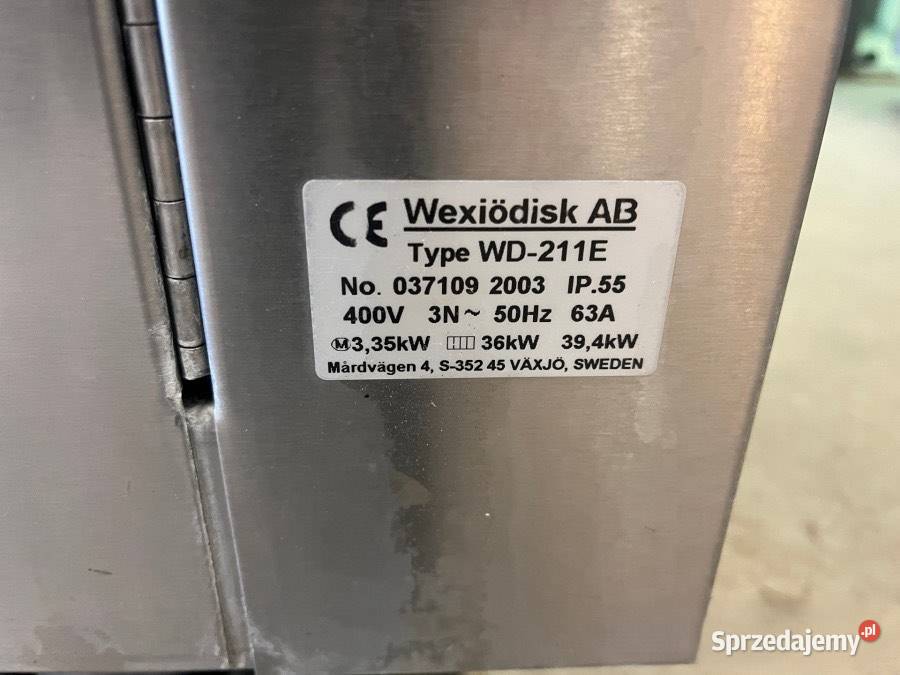 CE Wexiödisk AB
Type WD-211E
No. 037109 2003 IP.55
400V 3N~ 50Hz 63A
M 3,35kW 36kW 39,4kW
Mårdvägen 4, S-352 45 VÄXJÖ, SWEDEN
Sprzedajemy.pl